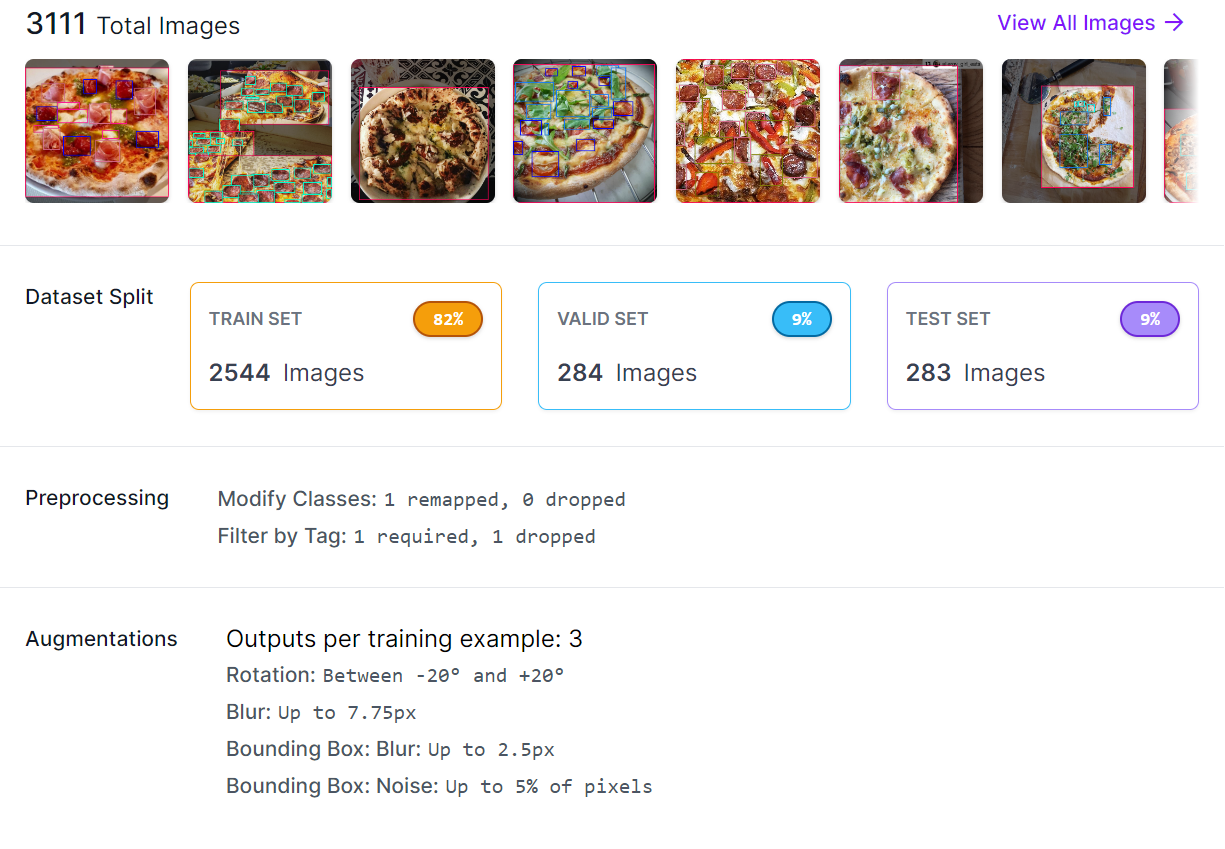 3111 Total Images
View All Images →
Dataset Split
TRAIN SET 82%
2544 Images
VALID SET 9%
284 Images
TEST SET 9%
283 Images
Preprocessing
Modify Classes: 1 remapped, 0 dropped
Filter by Tag: 1 required, 1 dropped
Augmentations
Outputs per training example: 3
Rotation: Between -20° and +20°
Blur: Up to 7.75px
Bounding Box: Blur: Up to 2.5px
Bounding Box: Noise: Up to 5% of pixels